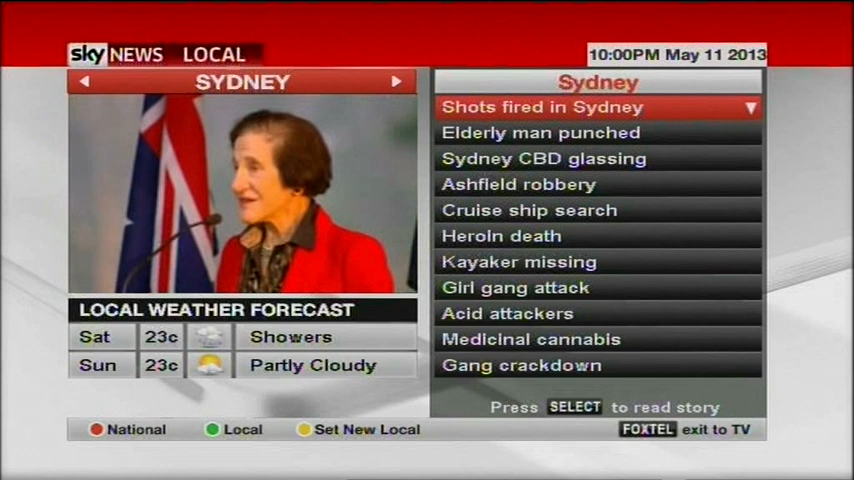 sky NEWS LOCAL
10:00PM May 11 2013
SYDNEY
Sydney
Shots fired in Sydney
Elderly man punched
Sydney CBD glassing
Ashfield robbery
Cruise ship search
HeroIn death
Kayaker missing
Girl gang attack
Acid attackers
Medicinal cannabis
Gang crackdown
LOCAL WEATHER FORECAST
Sat 23c Showers
Sun 23c Partly Cloudy
Press SELECT to read story
National Local Set New Local FOXTEL exit to TV